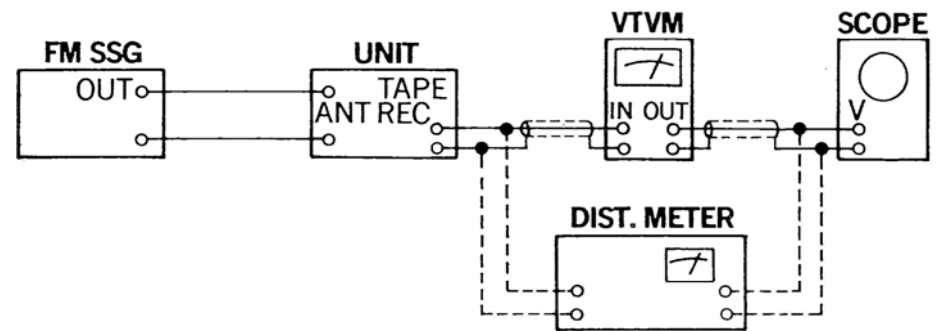 FM SSG
UNIT
VTVM
SCOPE
OUT
TAPE
ANT REC
IN OUT
V
DIST. METER